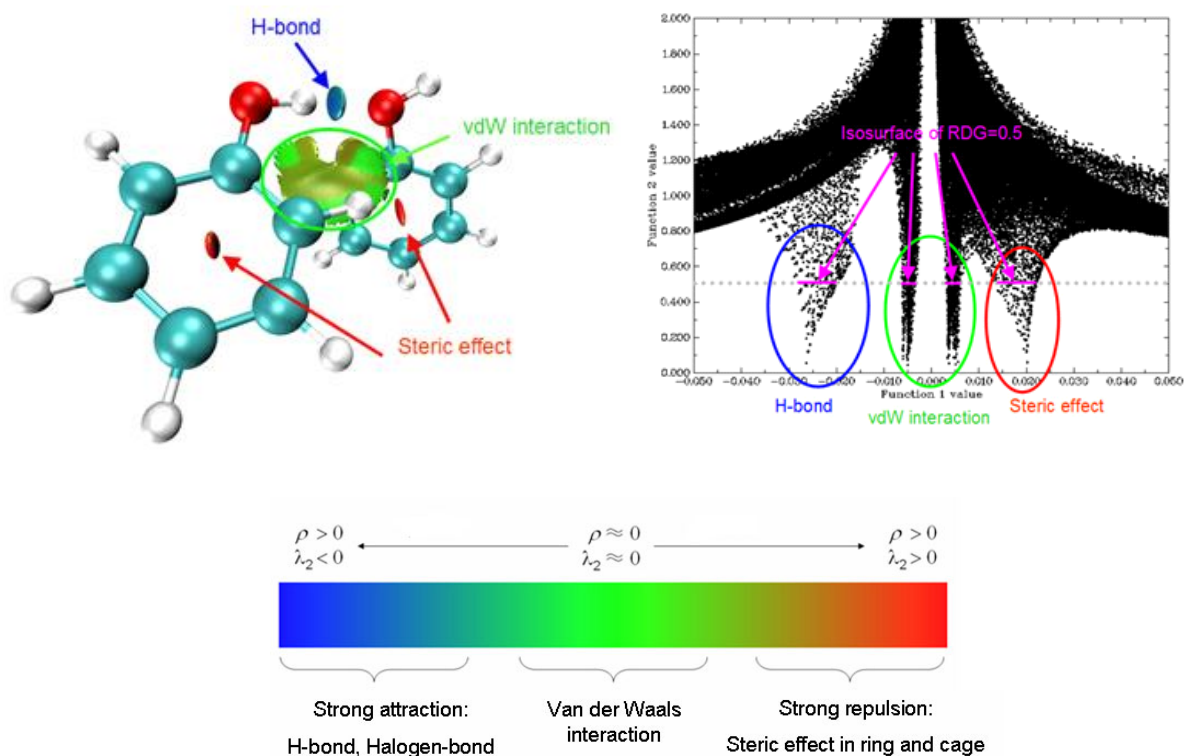 H-bond
vdW interaction
Steric effect
2.000
1.800
1.600
1.400
1.200
1.000
0.800
0.600
0.400
0.200
0.000
Function 2 value
Isosurface of RDG=0.5
−0.050 −0.040 −0.030 −0.020 −0.010 0.000 0.010 0.020 0.030 0.040 0.050
Function 1 value
H-bond
vdW interaction
Steric effect
ρ > 0 ρ ≈ 0 ρ > 0
λ₂ < 0 λ₂ ≈ 0 λ₂ > 0
Strong attraction:
H-bond, Halogen-bond
Van der Waals
interaction
Strong repulsion:
Steric effect in ring and cage